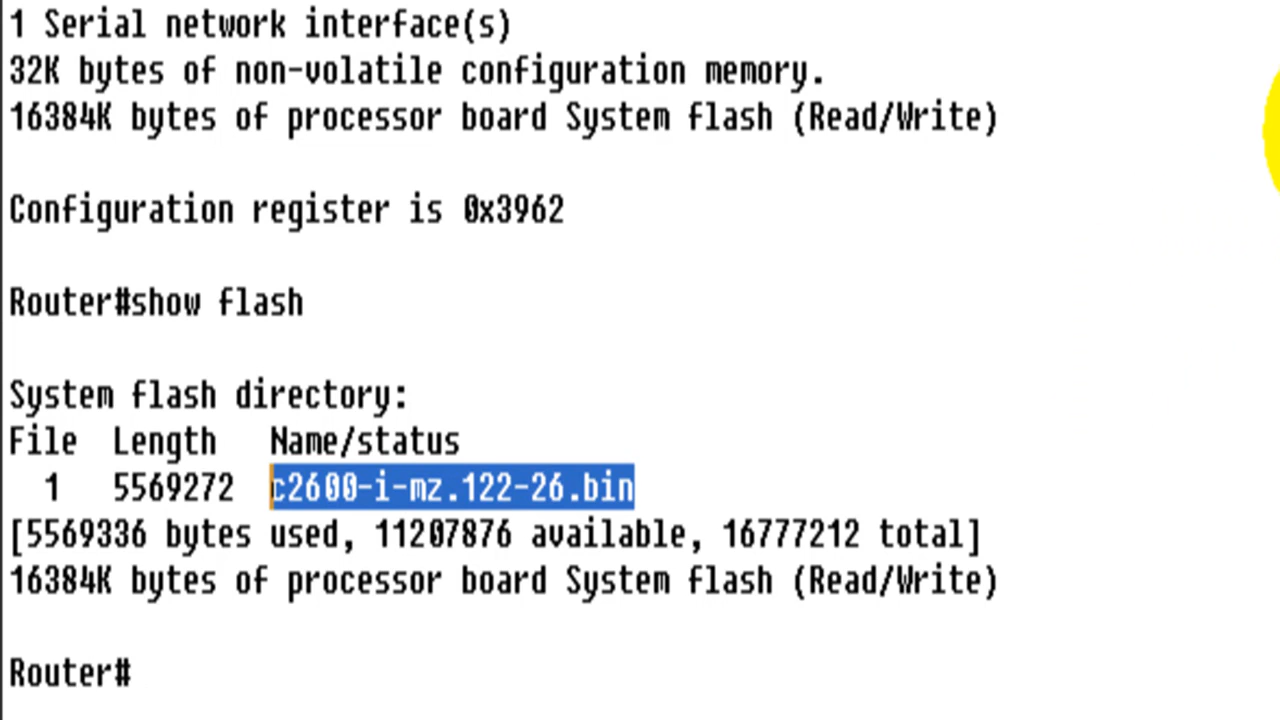 1 Serial network interface(s)
32K bytes of non-volatile configuration memory.
16384K bytes of processor board System flash (Read/Write)
Configuration register is 0x3962
Router#show flash
System flash directory:
File  Length   Name/status
  1   5569272  c2600-i-mz.122-26.bin
[5569336 bytes used, 11207876 available, 16777212 total]
16384K bytes of processor board System flash (Read/Write)
Router#